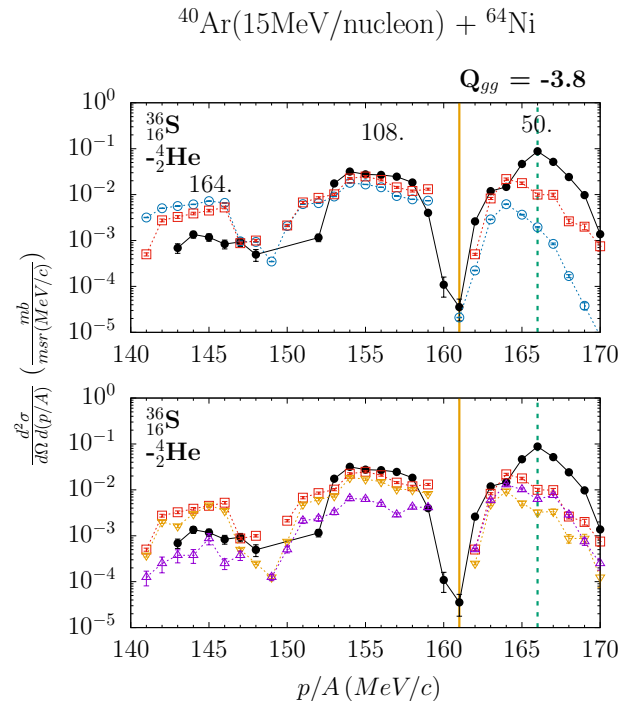 ⁴⁰Ar(15MeV/nucleon) + ⁶⁴Ni
Q_gg = -3.8
³⁶₁₆S
-⁴₂He
164.
108.
50.
10⁰
10⁻¹
10⁻²
10⁻³
10⁻⁴
10⁻⁵
140 145 150 155 160 165 170
d²σ/dΩ d(p/A) (mb/msr(MeV/c))
³⁶₁₆S
-⁴₂He
10⁰
10⁻¹
10⁻²
10⁻³
10⁻⁴
10⁻⁵
140 145 150 155 160 165 170
p/A (MeV/c)